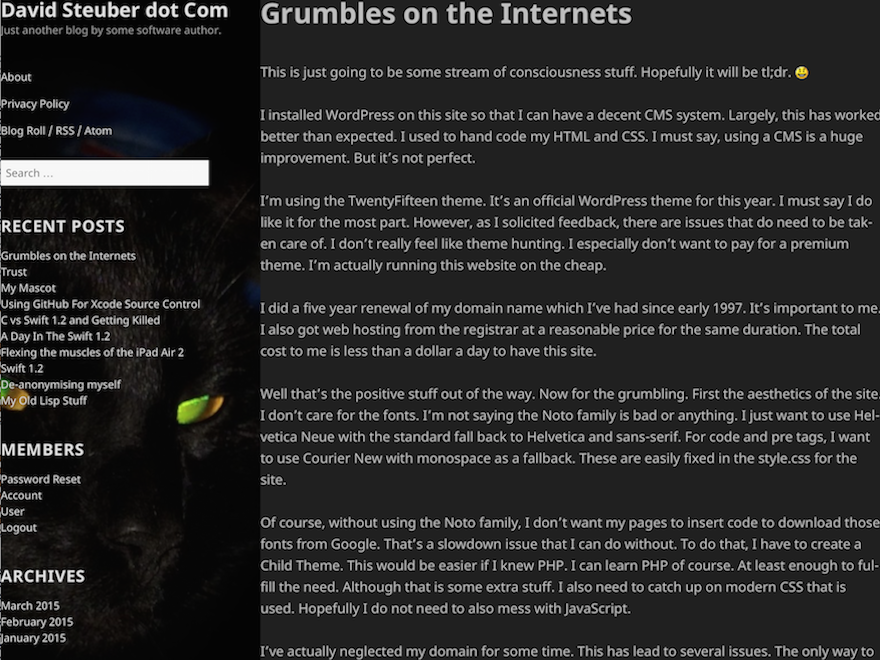 David Steuber dot Com
Just another blog by some software author.
About
Privacy Policy
Blog Roll / RSS / Atom
Search ...
RECENT POSTS
Grumbles on the Internets
Trust
My Mascot
Using GitHub For Xcode Source Control
C vs Swift 1.2 and Getting Killed
A Day In The Swift 1.2
Flexing the muscles of the iPad Air 2
Swift 1.2
De-anonymising myself
My Old Lisp Stuff
MEMBERS
Password Reset
Account
User
Logout
ARCHIVES
March 2015
February 2015
January 2015
Grumbles on the Internets
This is just going to be some stream of consciousness stuff. Hopefully it will be tl;dr. 😀
I installed WordPress on this site so that I can have a decent CMS system. Largely, this has worked
better than expected. I used to hand code my HTML and CSS. I must say, using a CMS is a huge
improvement. But it's not perfect.
I'm using the TwentyFifteen theme. It's an official WordPress theme for this year. I must say I do
like it for the most part. However, as I solicited feedback, there are issues that do need to be tak-
en care of. I don't really feel like theme hunting. I especially don't want to pay for a premium
theme. I'm actually running this website on the cheap.
I did a five year renewal of my domain name which I've had since early 1997. It's important to me.
I also got web hosting from the registrar at a reasonable price for the same duration. The total
cost to me is less than a dollar a day to have this site.
Well that's the positive stuff out of the way. Now for the grumbling. First the aesthetics of the site.
I don't care for the fonts. I'm not saying the Noto family is bad or anything. I just want to use Hel-
vetica Neue with the standard fall back to Helvetica and sans-serif. For code and pre tags, I want
to use Courier New with monospace as a fallback. These are easily fixed in the style.css for the
site.
Of course, without using the Noto family, I don't want my pages to insert code to download those
fonts from Google. That's a slowdown issue that I can do without. To do that, I have to create a
Child Theme. This would be easier if I knew PHP. I can learn PHP of course. At least enough to ful-
fill the need. Although that is some extra stuff. I also need to catch up on modern CSS that is
used. Hopefully I do not need to also mess with JavaScript.
I've actually neglected my domain for some time. This has lead to several issues. The only way to